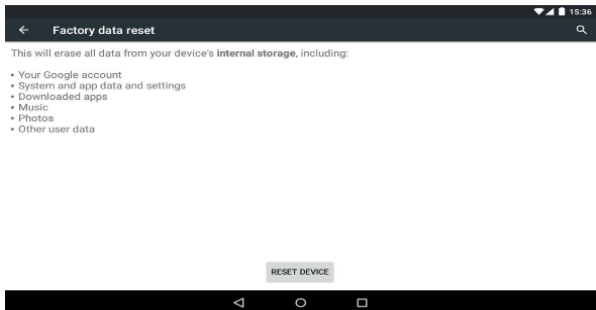 15:36
Factory data reset
This will erase all data from your device's internal storage, including:
• Your Google account
• System and app data and settings
• Downloaded apps
• Music
• Photos
• Other user data
RESET DEVICE